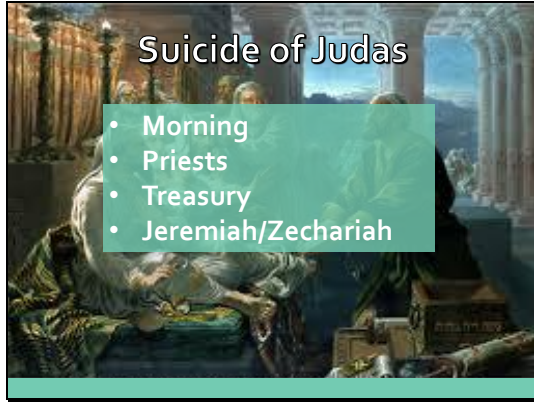 Suicide of Judas
• Morning
• Priests
• Treasury
• Jeremiah/Zechariah